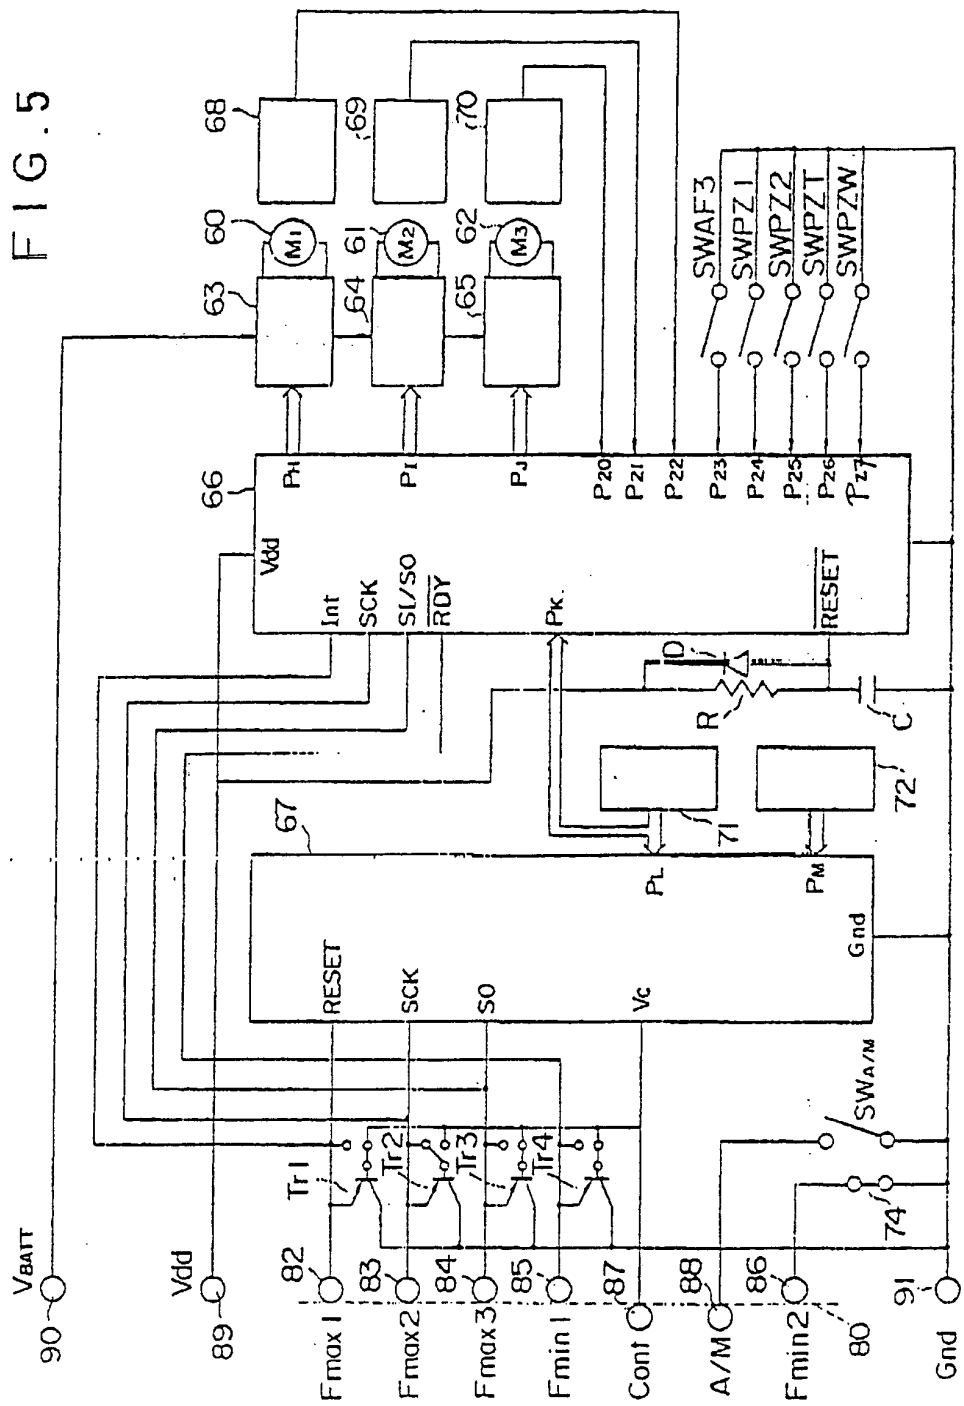 FIG.5
68
69
70
60
61
62
M1
M2
M3
63
64
65
SWAF3
SWPZ1
SWPZ2
SWPZT
SWPZW
66
PH
PI
PJ
P20
P21
P22
P23
P24
P25
P26
PZ7
Vdd
Int
SCK
SI/SO
RDY
PK
RESET
D
R
C
67
71
72
PL
PM
RESET
SCK
SO
Vc
Gnd
Tr1
Tr2
Tr3
Tr4
SWA/M
74
VBATT
Vdd
90
89
82
83
84
85
87
88
86
91
80
Fmax1
Fmax2
Fmax3
Fmin1
Cont
A/M
Fmin2
Gnd